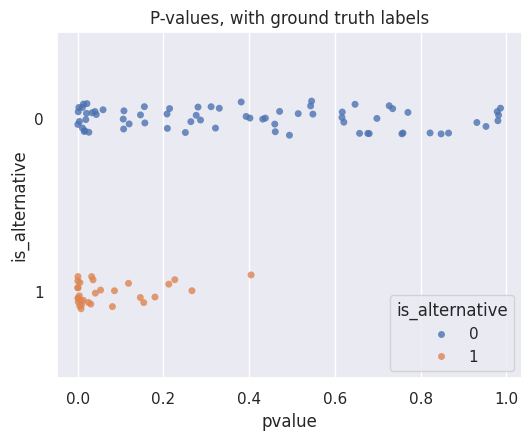 P-values, with ground truth labels
is_alternative
0
1
is_alternative
0
1
0.0 0.2 0.4 0.6 0.8 1.0
pvalue